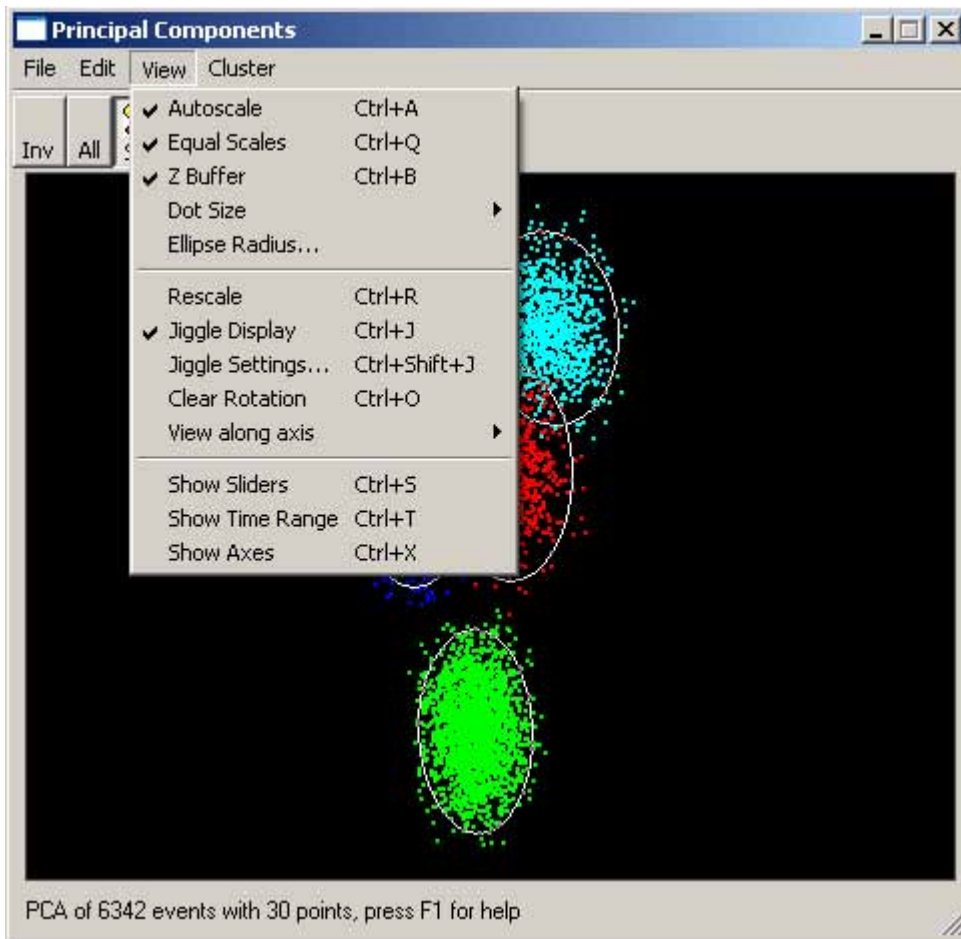 Principal Components
File Edit View Cluster
Inv All
Autoscale Ctrl+A
Equal Scales Ctrl+Q
Z Buffer Ctrl+B
Dot Size
Ellipse Radius...
Rescale Ctrl+R
Jiggle Display Ctrl+J
Jiggle Settings... Ctrl+Shift+J
Clear Rotation Ctrl+O
View along axis
Show Sliders Ctrl+S
Show Time Range Ctrl+T
Show Axes Ctrl+X
PCA of 6342 events with 30 points, press F1 for help